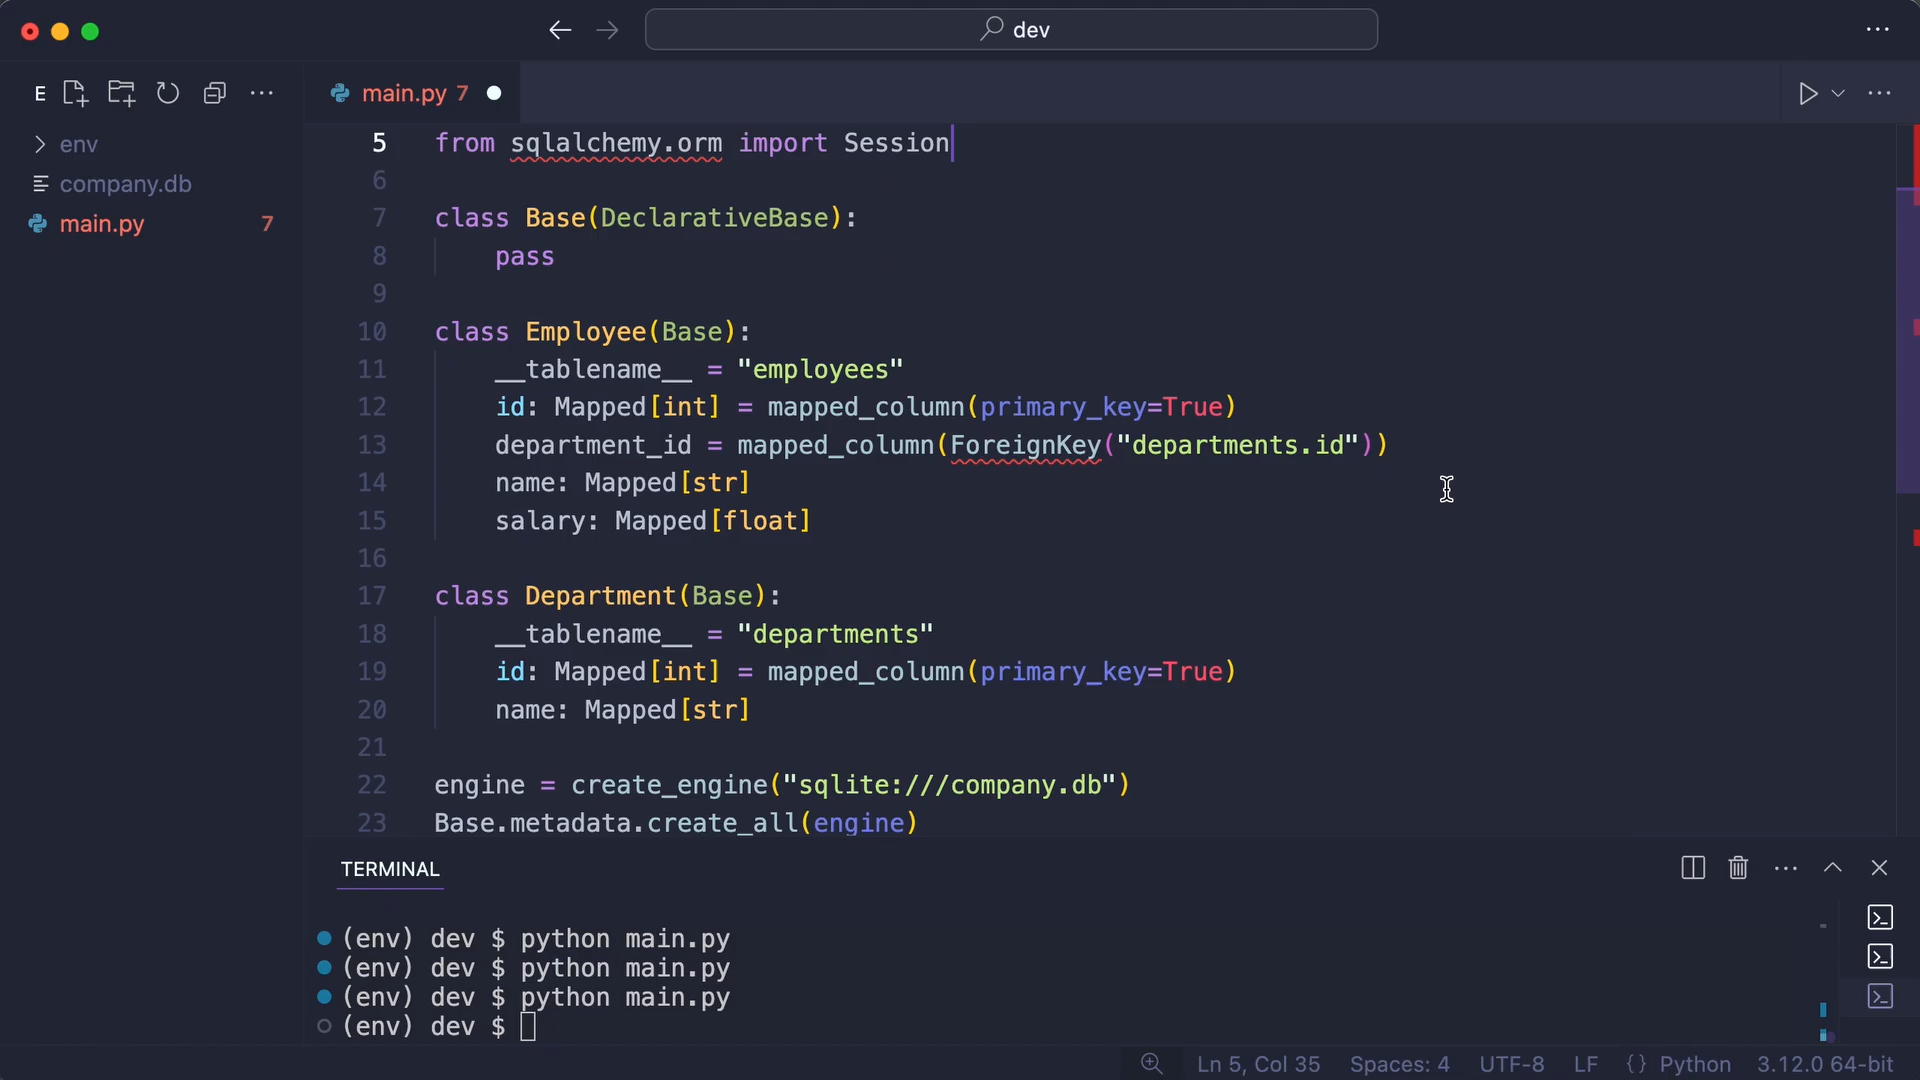 dev
E
main.py 7
env
company.db
main.py 7
5 from sqlalchemy.orm import Session
6
7 class Base(DeclarativeBase):
8 pass
9
10 class Employee(Base):
11 __tablename__ = "employees"
12 id: Mapped[int] = mapped_column(primary_key=True)
13 department_id = mapped_column(ForeignKey("departments.id"))
14 name: Mapped[str]
15 salary: Mapped[float]
16
17 class Department(Base):
18 __tablename__ = "departments"
19 id: Mapped[int] = mapped_column(primary_key=True)
20 name: Mapped[str]
21
22 engine = create_engine("sqlite:///company.db")
23 Base.metadata.create_all(engine)
TERMINAL
(env) dev $ python main.py
(env) dev $ python main.py
(env) dev $ python main.py
(env) dev $
Ln 5, Col 35 Spaces: 4 UTF-8 LF {} Python 3.12.0 64-bit